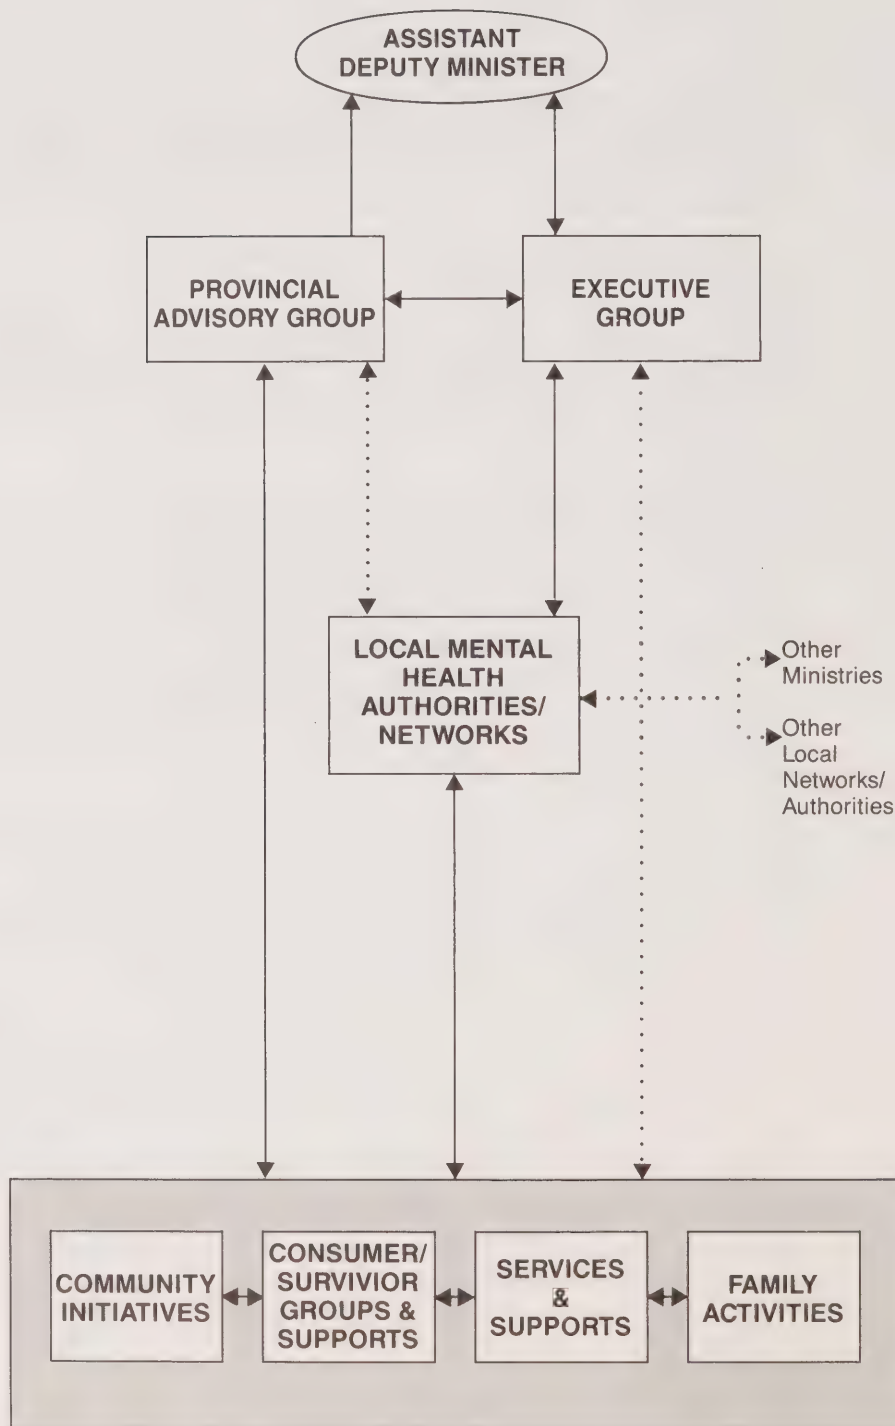 ASSISTANT
DEPUTY MINISTER
PROVINCIAL
ADVISORY GROUP
EXECUTIVE
GROUP
LOCAL MENTAL
HEALTH
AUTHORITIES/
NETWORKS
Other
Ministries
Other
Local
Networks/
Authorities
COMMUNITY
INITIATIVES
CONSUMER/
SURVIVIOR
GROUPS &
SUPPORTS
SERVICES
&
SUPPORTS
FAMILY
ACTIVITIES